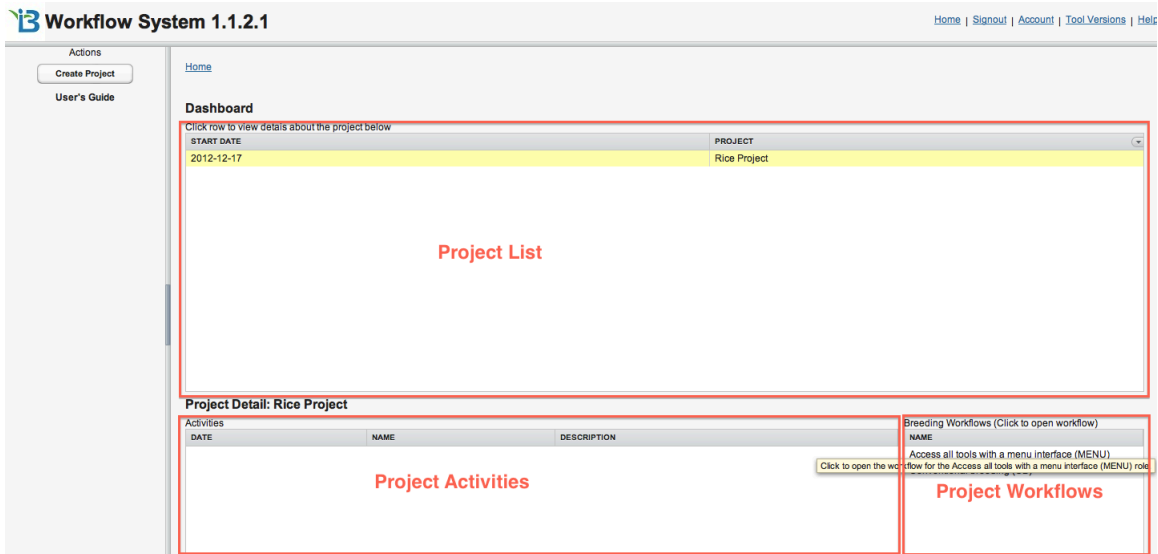 IB Workflow System 1.1.2.1
Home | Signout | Account | Tool Versions | Help
Actions
Create Project
User's Guide
Home
Dashboard
Click row to view detais about the project below
START DATE PROJECT
2012-12-17 Rice Project
Project List
Project Detail: Rice Project
Activities
DATE NAME DESCRIPTION
Project Activities
Breeding Workflows (Click to open workflow)
NAME
Access all tools with a menu interface (MENU)
Click to open the workflow for the Access all tools with a menu interface (MENU) role
Project Workflows